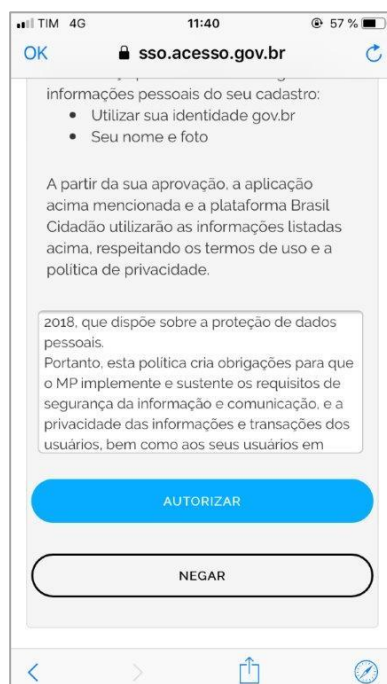 TIM 4G 11:40 57 %
OK sso.acesso.gov.br
informações pessoais do seu cadastro:
• Utilizar sua identidade gov.br
• Seu nome e foto
A partir da sua aprovação, a aplicação
acima mencionada e a plataforma Brasil
Cidadão utilizarão as informações listadas
acima, respeitando os termos de uso e a
política de privacidade.
2018, que dispõe sobre a proteção de dados
pessoais.
Portanto, esta política cria obrigações para que
o MP implemente e sustente os requisitos de
segurança da informação e comunicação, e a
privacidade das informações e transações dos
usuários, bem como aos seus usuários em
AUTORIZAR
NEGAR